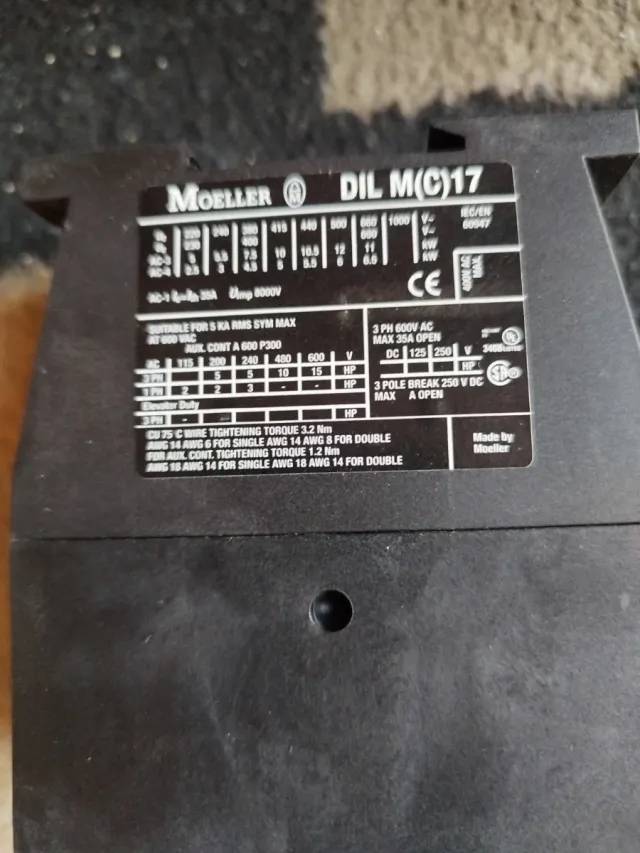 MOELLER DIL M(C)17
240 380 415 440 500 660 1000 V~
400 690 V~
AC-3 5.5 7.5 10 10.5 12 11 kW
AC-4 3 4.5 5 5.5 6 6.5 kW
IEC/EN
60947
AC-1 35A Uimp 8000V
CE
400V AC
MAX.
SUITABLE FOR 5 KA RMS SYM MAX
AT 600 VAC
AUX. CONT A 600 P300
AC 115 200 240 480 600 V
3 PH 5 5 10 15 HP
1 PH 2 2 3 - - HP
Elevator Duty
3 PH - - - - - HP
3 PH 600V AC
MAX 35A OPEN
DC 125 250 V
HP
3 POLE BREAK 250 V DC
MAX A OPEN
CU 75°C WIRE TIGHTENING TORQUE 3.2 Nm
AWG 14 AWG 6 FOR SINGLE AWG 14 AWG 8 FOR DOUBLE
FOR AUX. CONT. TIGHTENING TORQUE 1.2 Nm
AWG 18 AWG 14 FOR SINGLE AWG 18 AWG 14 FOR DOUBLE
Made by
Moeller